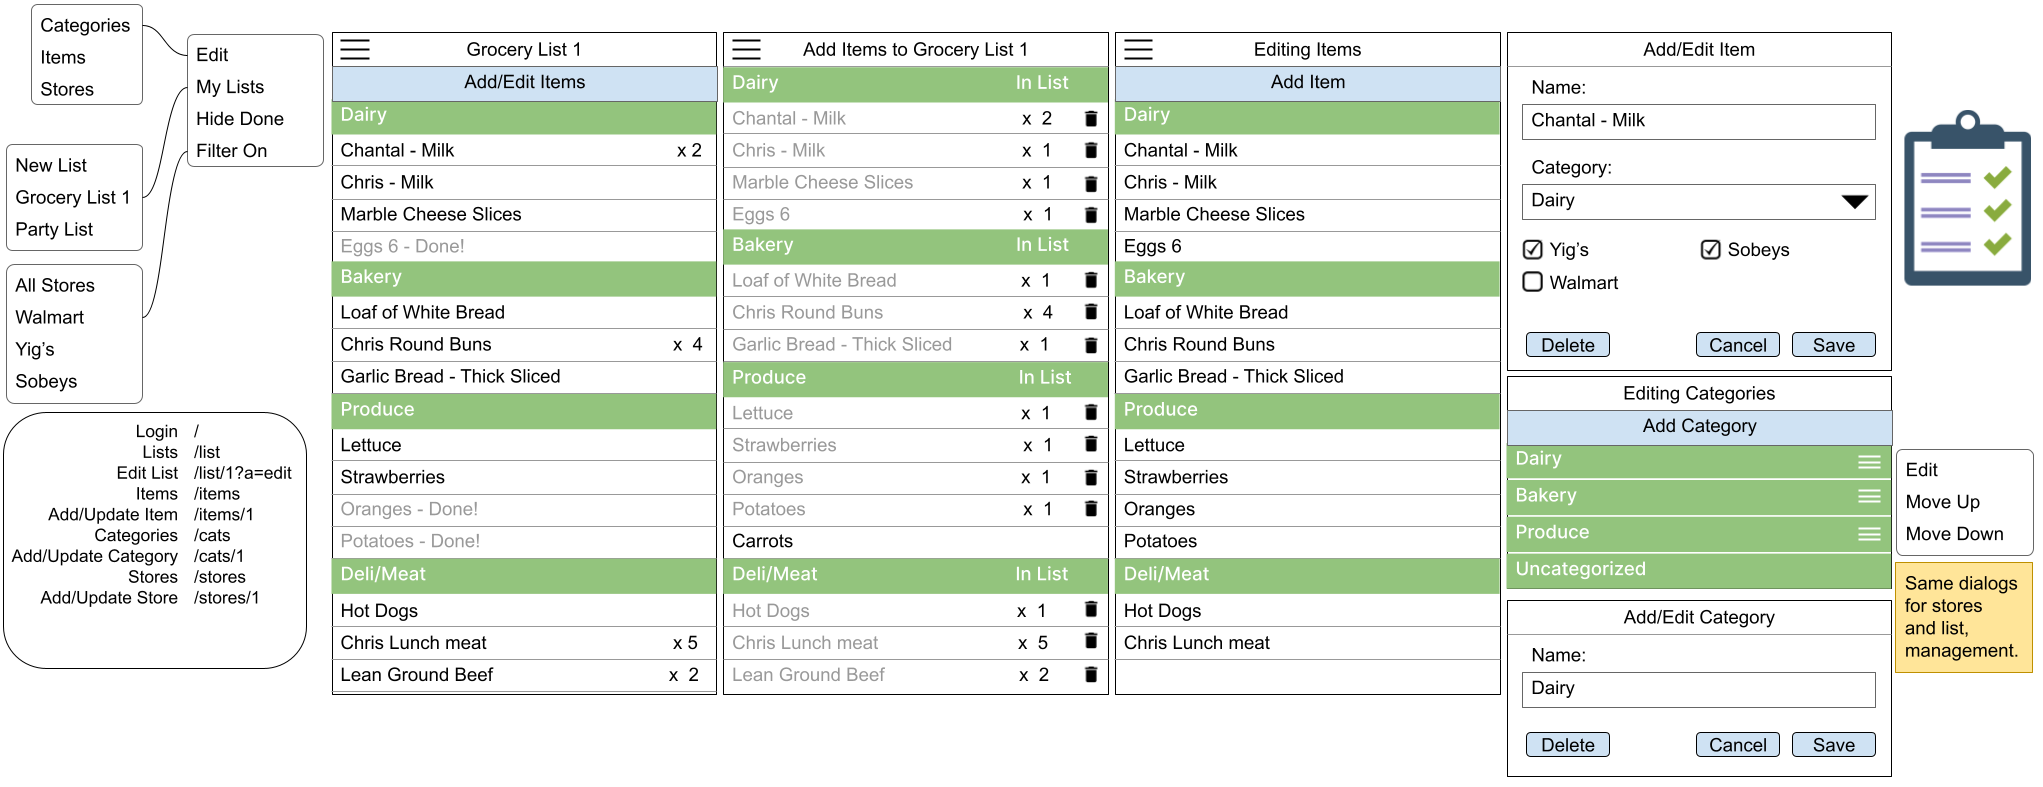 Categories
Items
Stores
Edit
My Lists
Hide Done
Filter On
New List
Grocery List 1
Party List
All Stores
Walmart
Yig's
Sobeys
Login /
Lists /list
Edit List /list/1?a=edit
Items /items
Add/Update Item /items/1
Categories /cats
Add/Update Category /cats/1
Stores /stores
Add/Update Store /stores/1
Grocery List 1
Add/Edit Items
Dairy
Chantal - Milk x 2
Chris - Milk
Marble Cheese Slices
Eggs 6 - Done!
Bakery
Loaf of White Bread
Chris Round Buns x 4
Garlic Bread - Thick Sliced
Produce
Lettuce
Strawberries
Oranges - Done!
Potatoes - Done!
Deli/Meat
Hot Dogs
Chris Lunch meat x 5
Lean Ground Beef x 2
Add Items to Grocery List 1
Dairy In List
Chantal - Milk x 2
Chris - Milk x 1
Marble Cheese Slices x 1
Eggs 6 x 1
Bakery In List
Loaf of White Bread x 1
Chris Round Buns x 4
Garlic Bread - Thick Sliced x 1
Produce In List
Lettuce x 1
Strawberries x 1
Oranges x 1
Potatoes x 1
Carrots
Deli/Meat In List
Hot Dogs x 1
Chris Lunch meat x 5
Lean Ground Beef x 2
Editing Items
Add Item
Dairy
Chantal - Milk
Chris - Milk
Marble Cheese Slices
Eggs 6
Bakery
Loaf of White Bread
Chris Round Buns
Garlic Bread - Thick Sliced
Produce
Lettuce
Strawberries
Oranges
Potatoes
Deli/Meat
Hot Dogs
Chris Lunch meat
Add/Edit Item
Name:
Chantal - Milk
Category:
Dairy
Yig's Sobeys
Walmart
Delete Cancel Save
Editing Categories
Add Category
Dairy
Bakery
Produce
Uncategorized
Add/Edit Category
Name:
Dairy
Delete Cancel Save
Edit
Move Up
Move Down
Same dialogs
for stores
and list,
management.